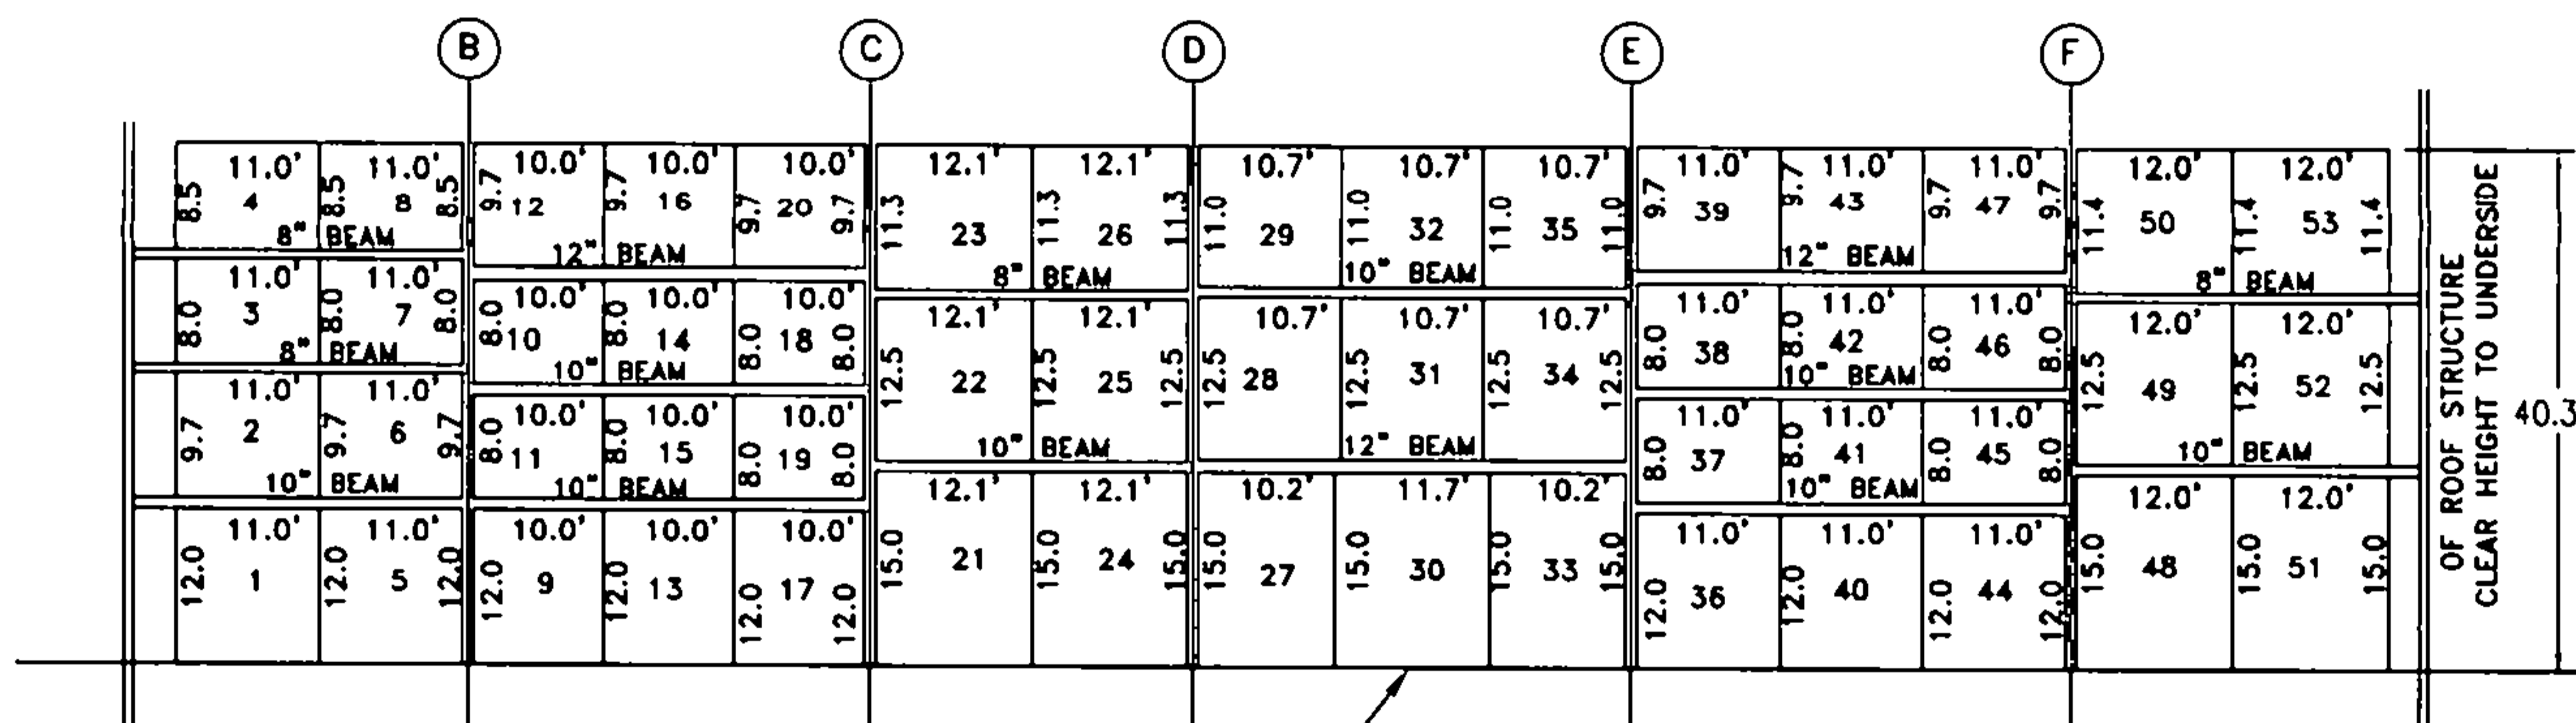 B C D E F
11.0' 11.0' 10.0' 10.0' 10.0' 12.1' 12.1' 10.7' 10.7' 10.7' 11.0' 11.0' 11.0' 12.0' 12.0'
8.5 4 8.5 8 8.5 9.7 12 9.7 16 9.7 20 9.7 11.3 23 11.3 26 11.3 11.0 29 11.0 32 11.0 35 11.0 9.7 39 9.7 43 9.7 47 9.7 11.4 50 11.4 53 11.4
8" BEAM 12" BEAM 8" BEAM 10" BEAM 12" BEAM 8" BEAM
11.0' 11.0' 10.0' 10.0' 10.0' 12.1' 12.1' 10.7' 10.7' 10.7' 11.0' 11.0' 11.0' 12.0' 12.0'
8.0 3 8.0 7 8.0 8.0 10 8.0 14 8.0 18 8.0 12.5 22 12.5 25 12.5 12.5 28 12.5 31 12.5 34 12.5 8.0 38 8.0 42 8.0 46 8.0 12.5 49 12.5 52 12.5
8" BEAM 10" BEAM 10" BEAM 12" BEAM 10" BEAM 10" BEAM
11.0' 11.0' 10.0' 10.0' 10.0' 11.0' 11.0' 11.0'
9.7 2 9.7 6 9.7 8.0 11 8.0 15 8.0 19 8.0 8.0 37 8.0 41 8.0 45 8.0
10" BEAM 10" BEAM 10" BEAM
11.0' 11.0' 10.0' 10.0' 10.0' 12.1' 12.1' 10.2' 11.7' 10.2' 11.0' 11.0' 11.0' 12.0' 12.0'
12.0 1 12.0 5 12.0 12.0 9 12.0 13 12.0 17 12.0 15.0 21 15.0 24 15.0 15.0 27 15.0 30 15.0 33 15.0 12.0 36 12.0 40 12.0 44 12.0 15.0 48 15.0 51 15.0
OF ROOF STRUCTURE
CLEAR HEIGHT TO UNDERSIDE
40.3